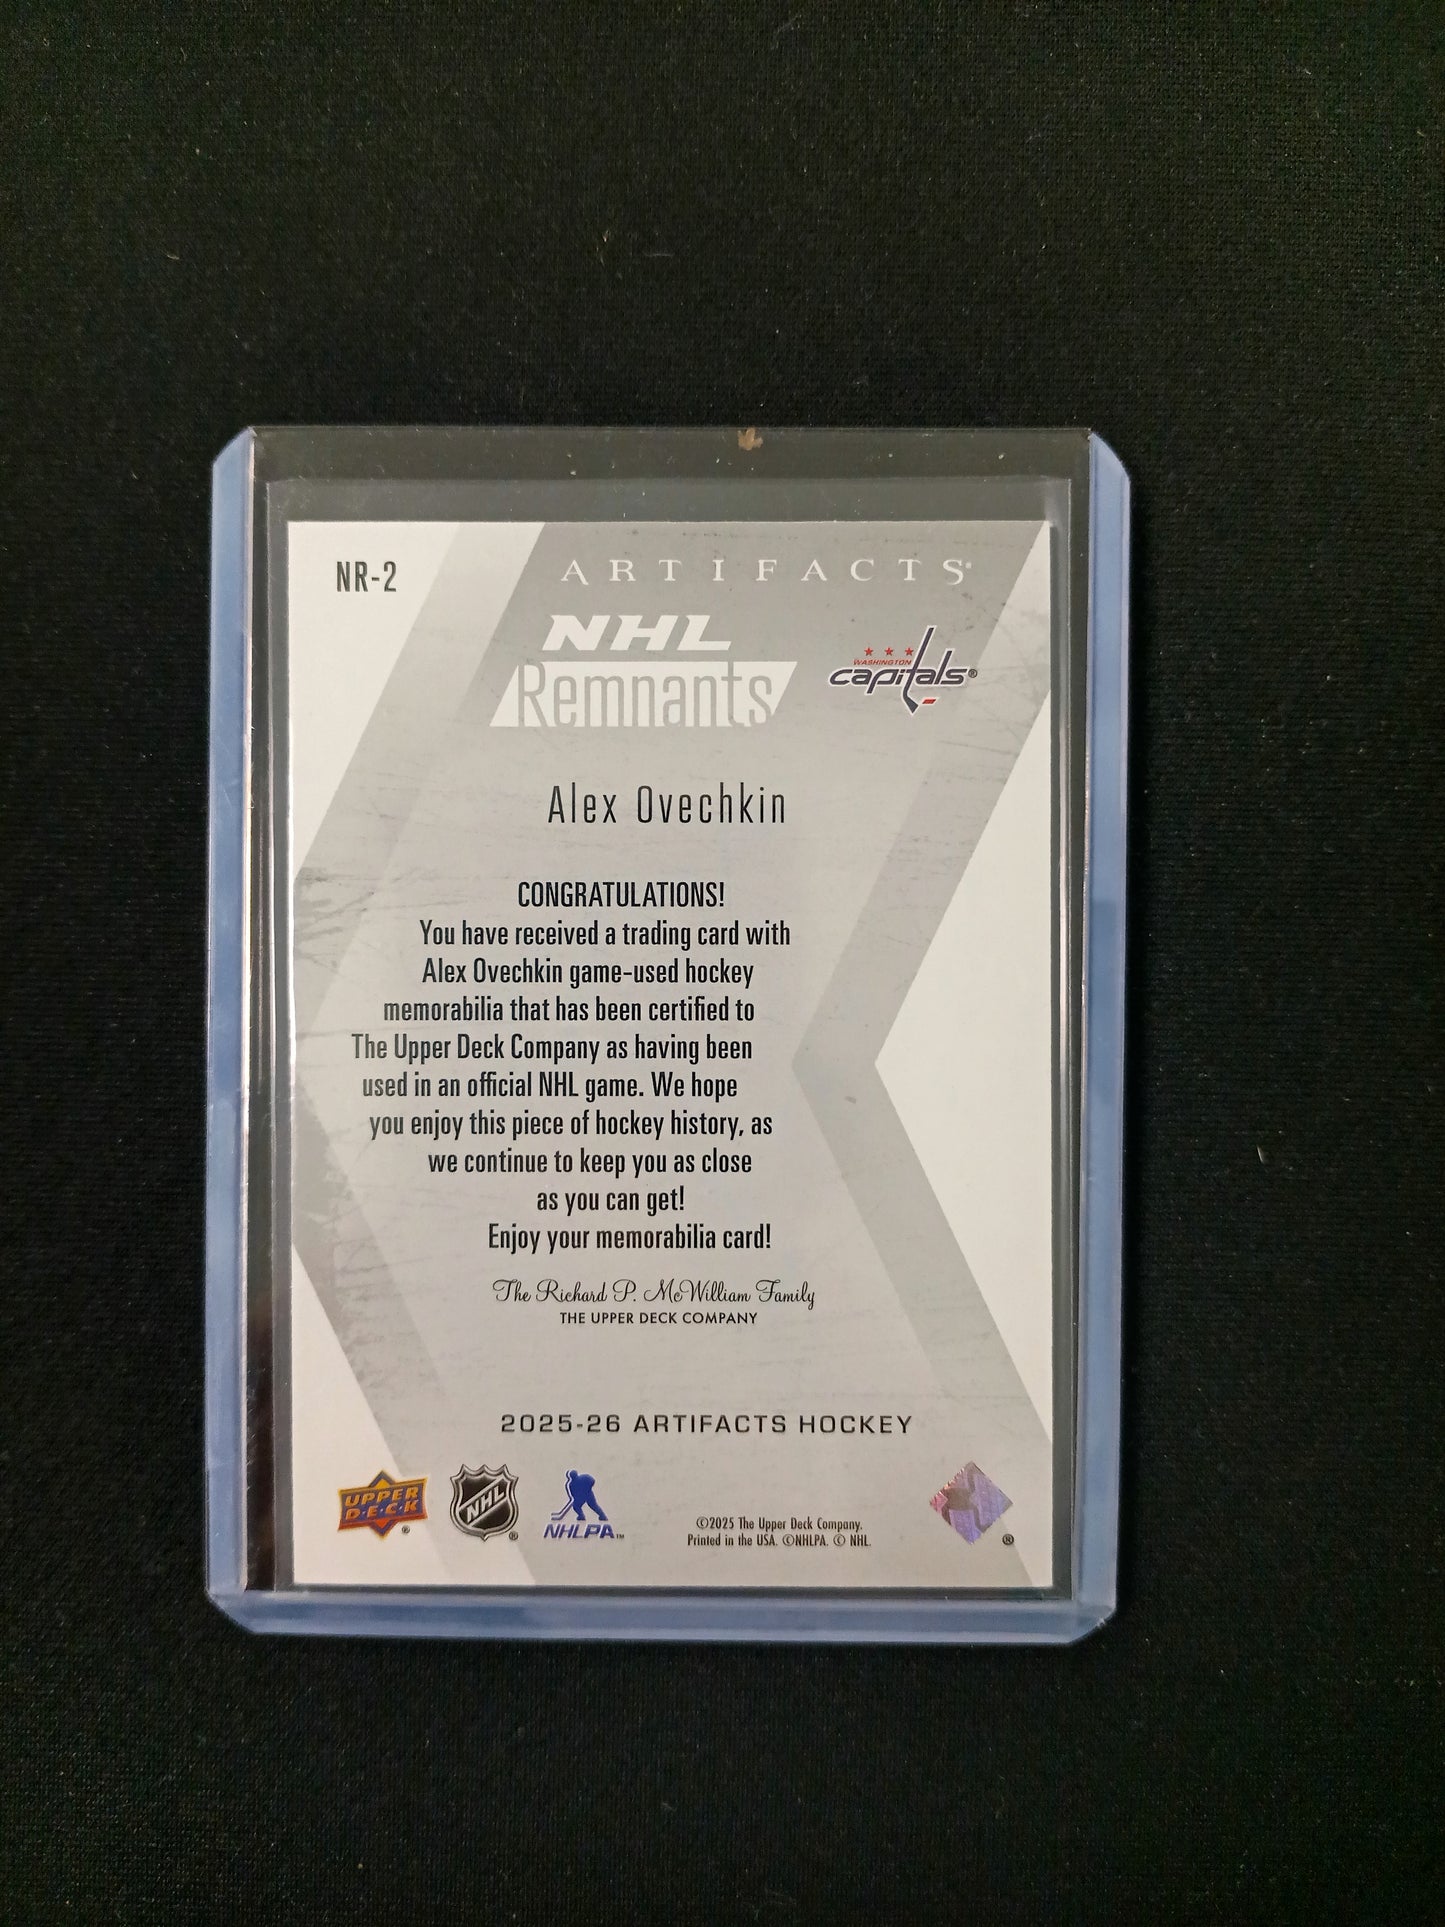 NR-2
ARTIFACTS®
NHL
Remnants
WASHINGTON
capitals®
Alex Ovechkin
CONGRATULATIONS!
You have received a trading card with
Alex Ovechkin game-used hockey
memorabilia that has been certified to
The Upper Deck Company as having been
used in an official NHL game. We hope
you enjoy this piece of hockey history, as
we continue to keep you as close
as you can get!
Enjoy your memorabilia card!
The Richard P. McWilliam Family
THE UPPER DECK COMPANY
2025-26 ARTIFACTS HOCKEY
UPPER
DECK ®
NHL ®
NHLPA™
©2025 The Upper Deck Company.
Printed in the USA. ©NHLPA. © NHL.
®